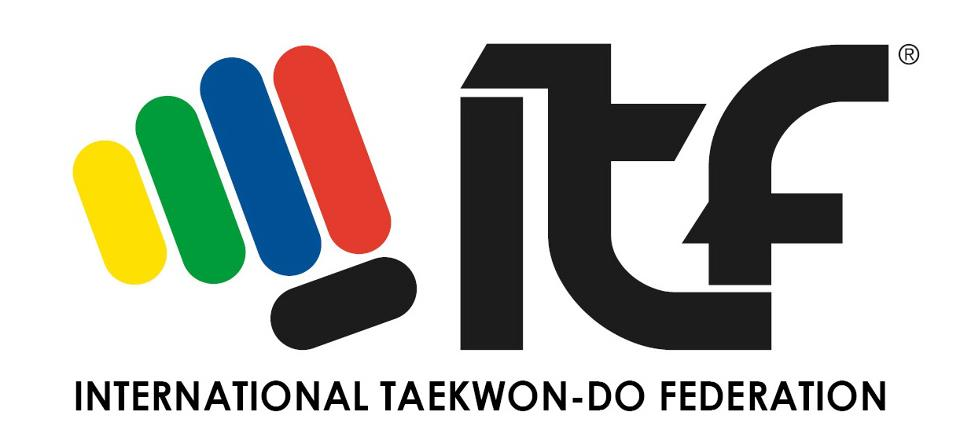 itf®
INTERNATIONAL TAEKWON-DO FEDERATION